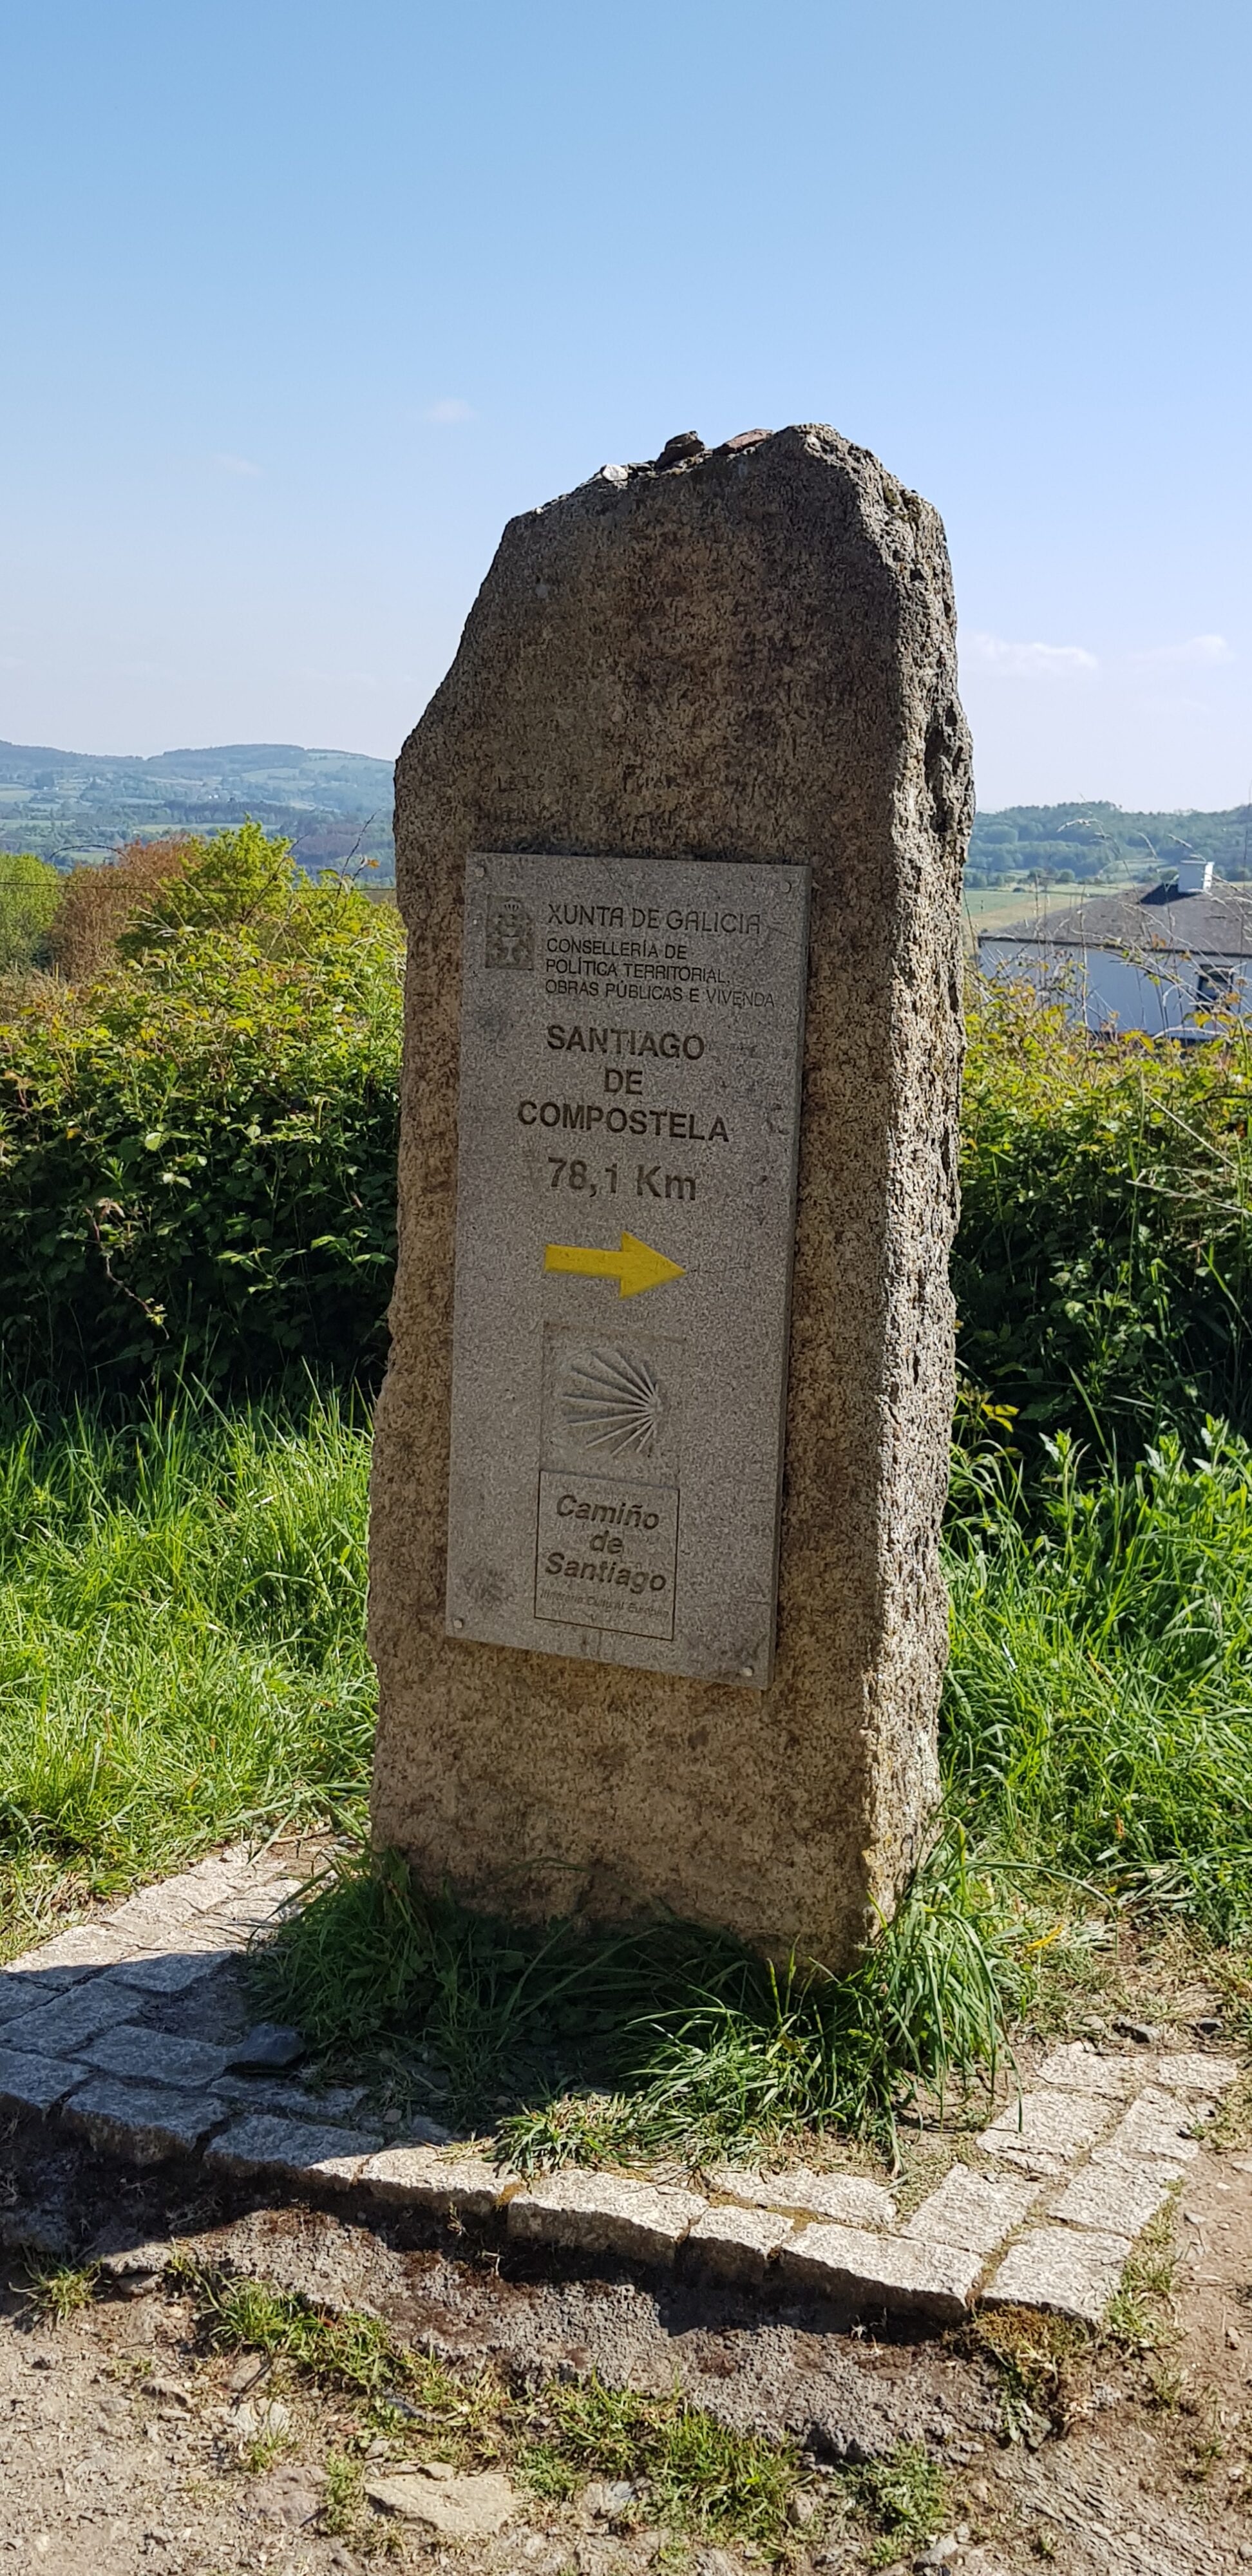 XUNTA DE GALICIA
CONSELLERÍA DE
POLÍTICA TERRITORIAL,
OBRAS PÚBLICAS E VIVENDA
SANTIAGO
DE
COMPOSTELA
78,1 Km
Camiño
de
Santiago